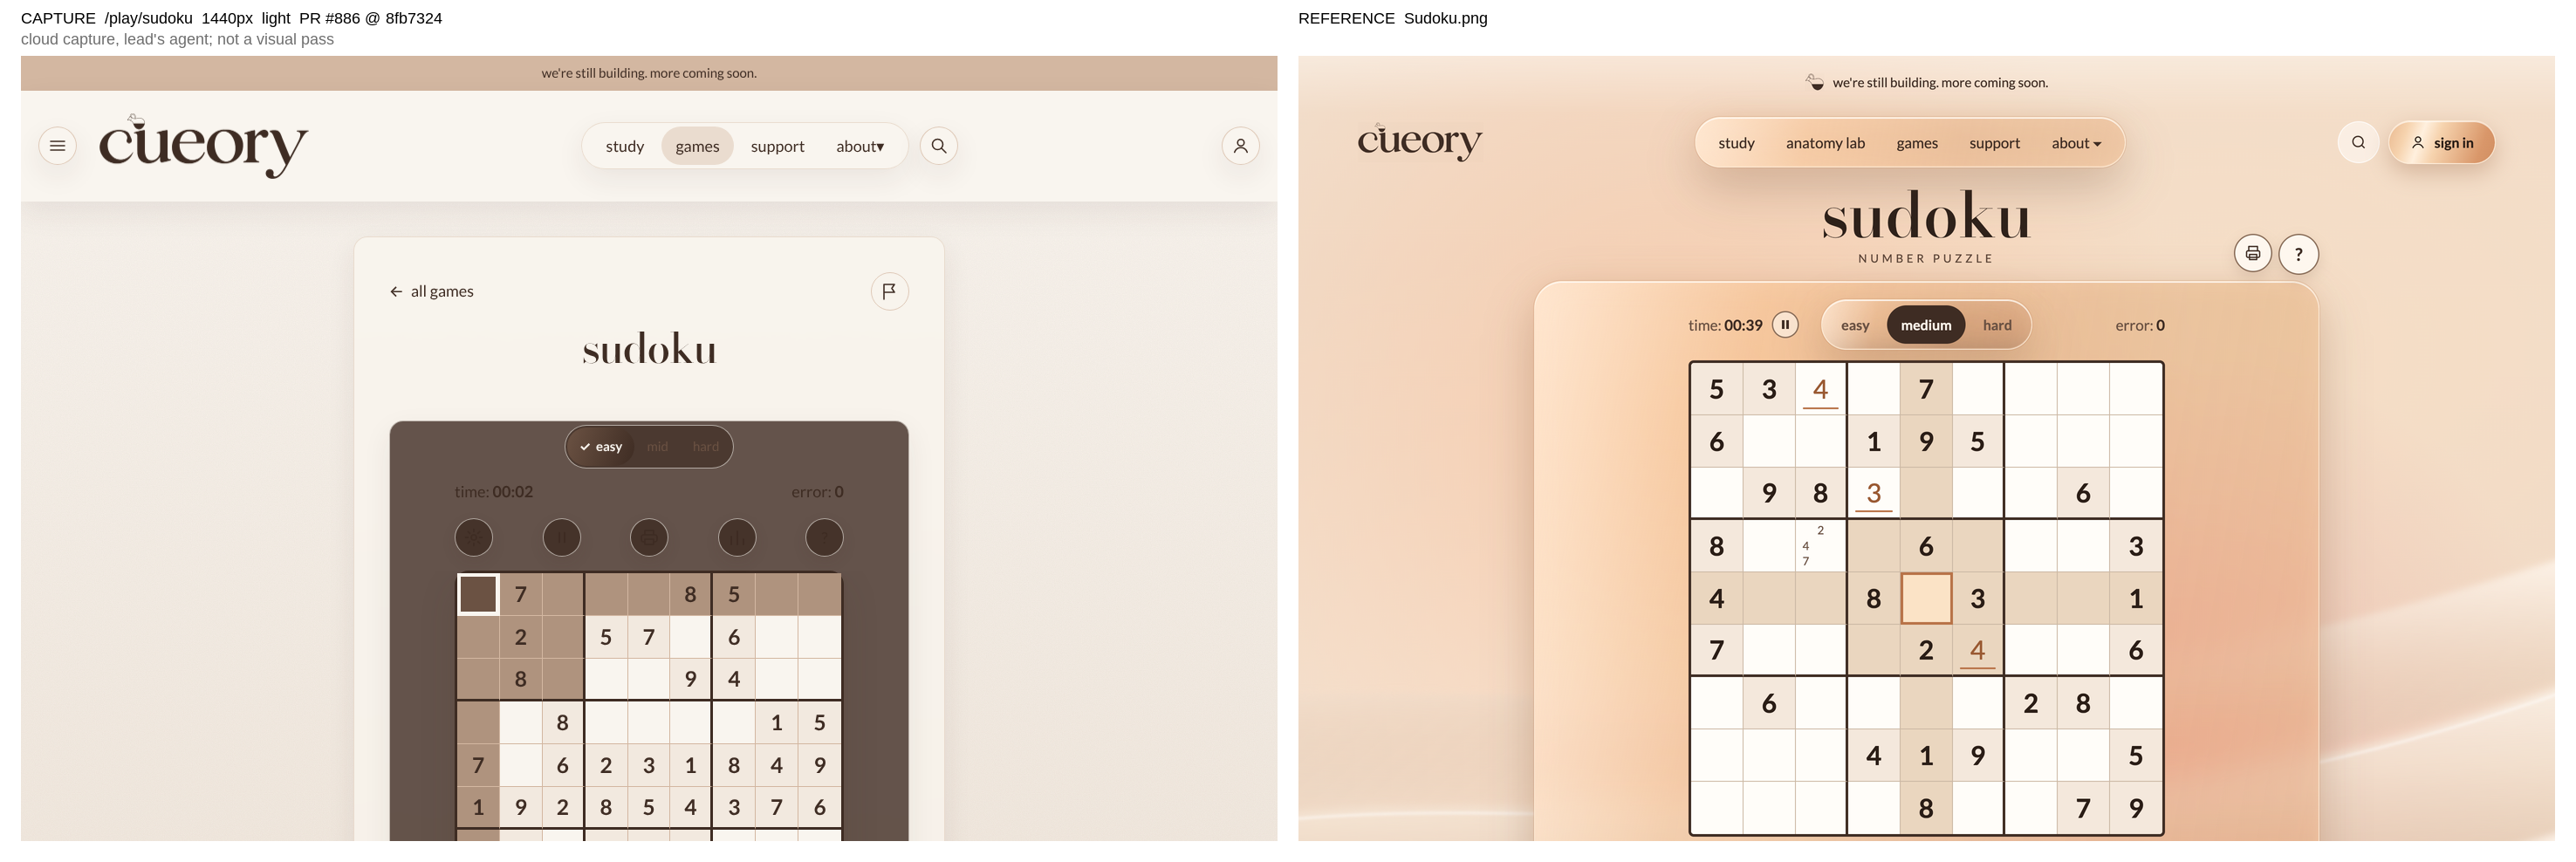 CAPTURE /play/sudoku 1440px light PR #886 @ 8fb7324
cloud capture, lead's agent; not a visual pass
we're still building. more coming soon.
cueory
study games support about▾
← all games
sudoku
✓ easy mid hard
time: 00:02 error: 0
7 8 5
2 5 7 6
8 9 4
8 1 5
7 6 2 3 1 8 4 9
1 9 2 8 5 4 3 7 6
REFERENCE Sudoku.png
we're still building. more coming soon.
cueory
study anatomy lab games support about▾
sign in
sudoku
NUMBER PUZZLE
?
time: 00:39 easy medium hard error: 0
5 3 4 7
6 1 9 5
9 8 3 6
8 2 4 7 6 3
4 8 3 1
7 2 4 6
6 2 8
4 1 9 5
8 7 9